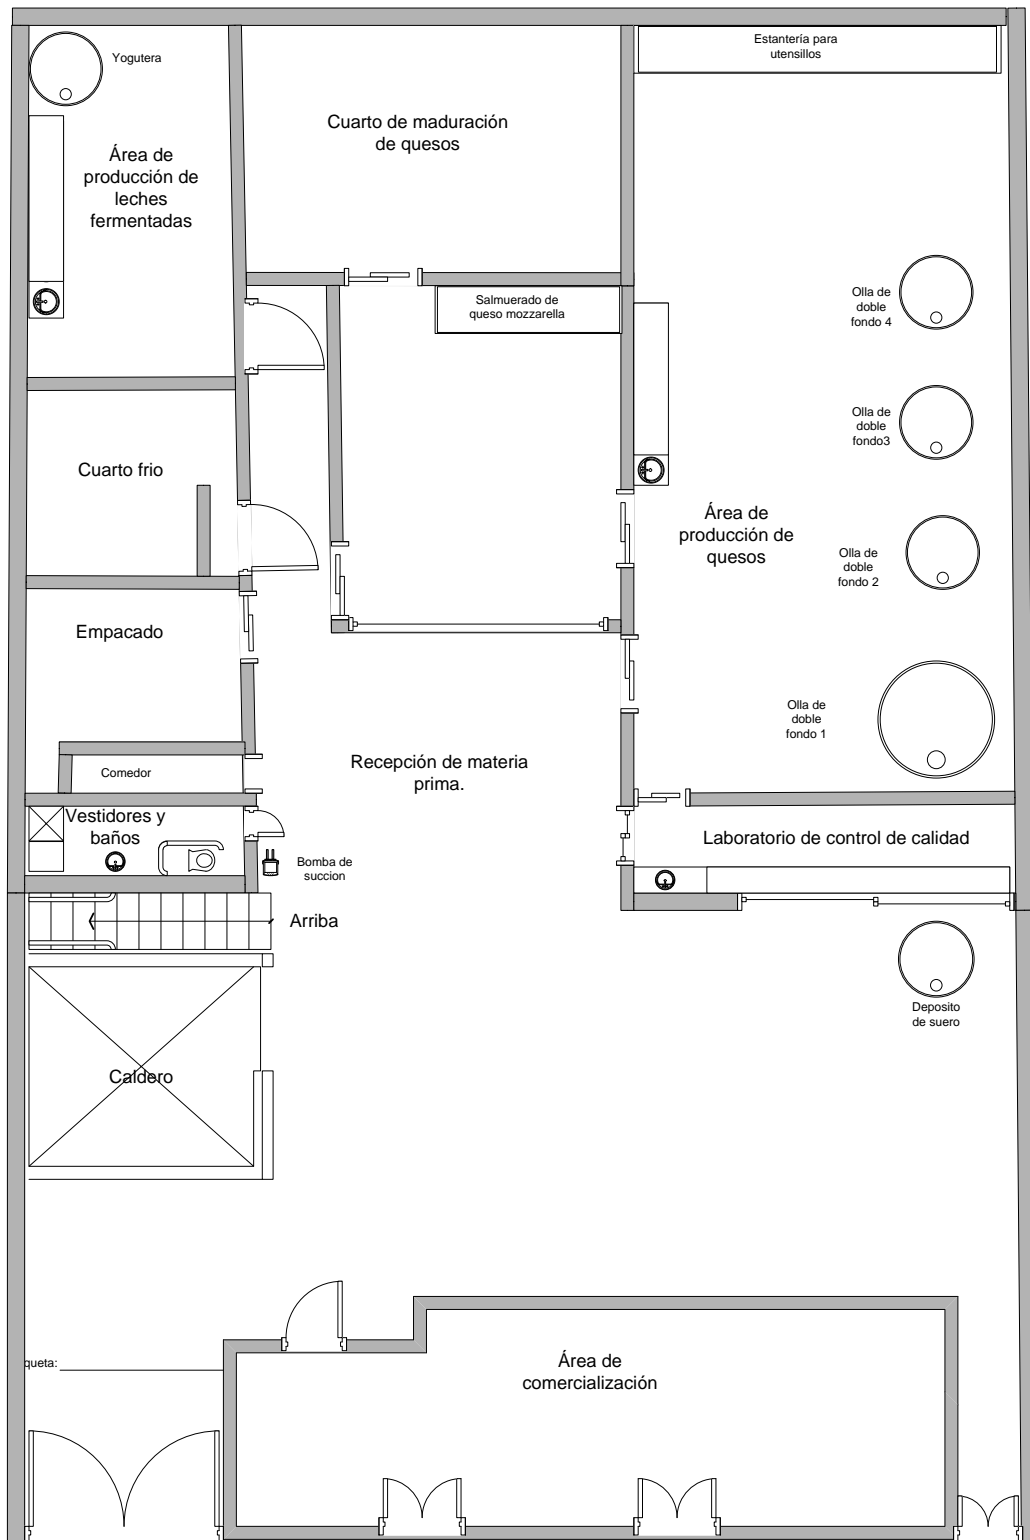 Yogutera
Estantería para
utensillos
Cuarto de maduración
de quesos
Área de
producción de
leches
fermentadas
Salmuerado de
queso mozzarella
Olla de
doble
fondo 4
Olla de
doble
fondo3
Cuarto frio
Área de
producción de
quesos
Olla de
doble
fondo 2
Empacado
Olla de
doble
fondo 1
Recepción de materia
prima.
Comedor
Vestidores y
baños
Laboratorio de control de calidad
Bomba de
succion
Arriba
Deposito
de suero
Caldero
queta:
Área de
comercialización